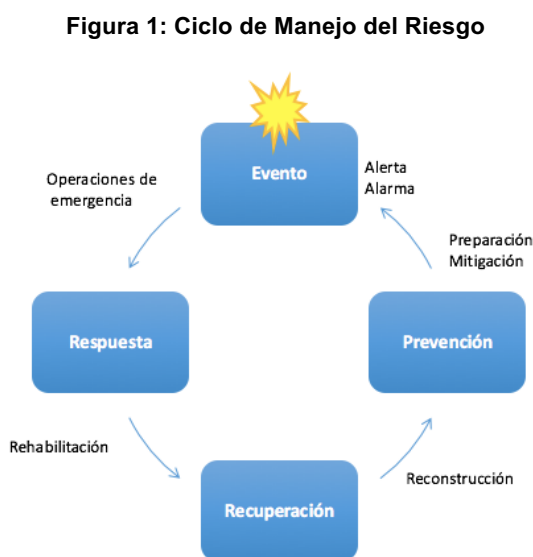 Figura 1: Ciclo de Manejo del Riesgo
Evento
Alerta
Alarma
Operaciones de
emergencia
Preparación
Mitigación
Respuesta
Prevención
Rehabilitación
Reconstrucción
Recuperación